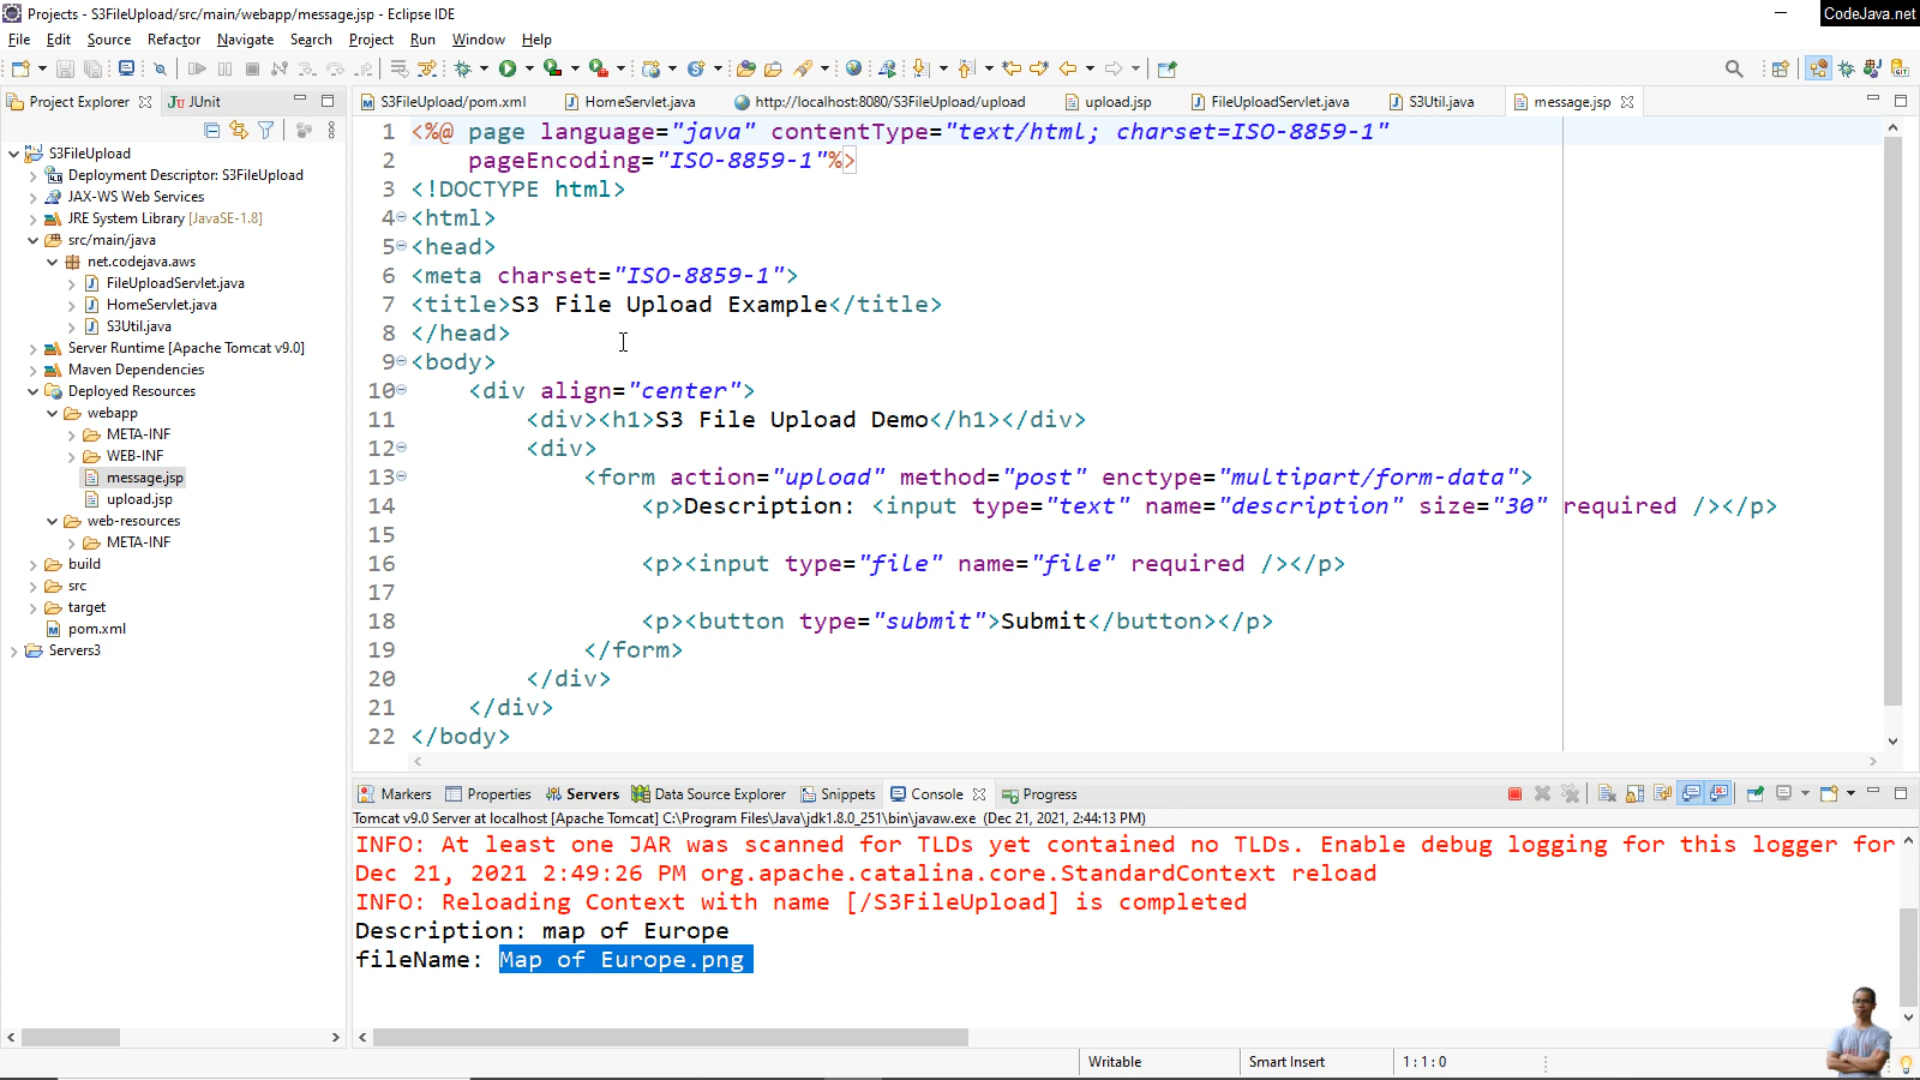 Projects - S3FileUpload/src/main/webapp/message.jsp - Eclipse IDE
CodeJava.net
File Edit Source Refactor Navigate Search Project Run Window Help
Project Explorer JUnit
S3FileUpload/pom.xml HomeServlet.java http://localhost:8080/S3FileUpload/upload upload.jsp FileUploadServlet.java S3Util.java message.jsp
S3FileUpload
Deployment Descriptor: S3FileUpload
JAX-WS Web Services
JRE System Library [JavaSE-1.8]
src/main/java
net.codejava.aws
FileUploadServlet.java
HomeServlet.java
S3Util.java
Server Runtime [Apache Tomcat v9.0]
Maven Dependencies
Deployed Resources
webapp
META-INF
WEB-INF
message.jsp
upload.jsp
web-resources
META-INF
build
src
target
pom.xml
Servers3
1 <%@ page language="java" contentType="text/html; charset=ISO-8859-1"
2 pageEncoding="ISO-8859-1"%>
3 <!DOCTYPE html>
4 <html>
5 <head>
6 <meta charset="ISO-8859-1">
7 <title>S3 File Upload Example</title>
8 </head>
9 <body>
10 <div align="center">
11 <div><h1>S3 File Upload Demo</h1></div>
12 <div>
13 <form action="upload" method="post" enctype="multipart/form-data">
14 <p>Description: <input type="text" name="description" size="30" required /></p>
15
16 <p><input type="file" name="file" required /></p>
17
18 <p><button type="submit">Submit</button></p>
19 </form>
20 </div>
21 </div>
22 </body>
Markers Properties Servers Data Source Explorer Snippets Console Progress
Tomcat v9.0 Server at localhost [Apache Tomcat] C:\Program Files\Java\jdk1.8.0_251\bin\javaw.exe (Dec 21, 2021, 2:44:13 PM)
INFO: At least one JAR was scanned for TLDs yet contained no TLDs. Enable debug logging for this logger for
Dec 21, 2021 2:49:26 PM org.apache.catalina.core.StandardContext reload
INFO: Reloading Context with name [/S3FileUpload] is completed
Description: map of Europe
fileName: Map of Europe.png
Writable Smart Insert 1:1:0